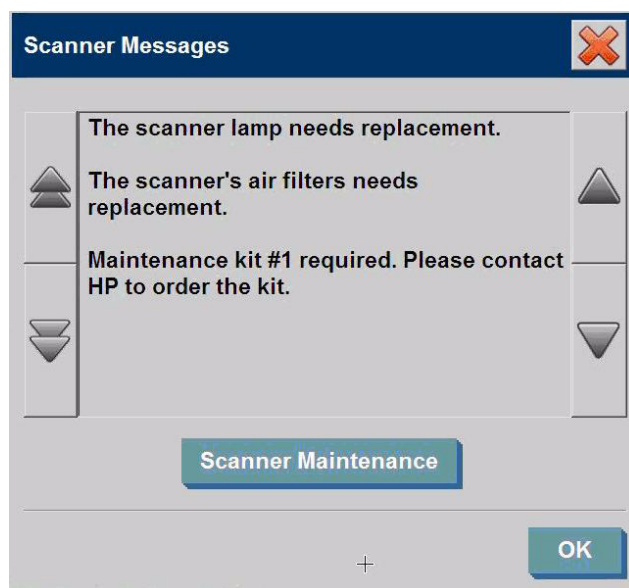 Scanner Messages
The scanner lamp needs replacement.
The scanner's air filters needs
replacement.
Maintenance kit #1 required. Please contact
HP to order the kit.
Scanner Maintenance
OK